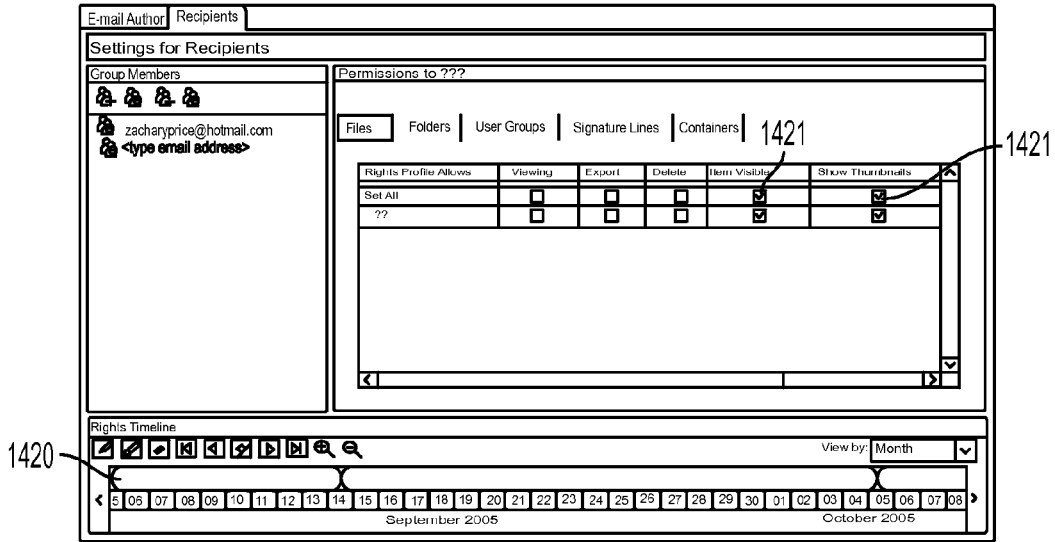 E-mail Author Recipients
Settings for Recipients
Group Members
zacharyprice@hotmail.com
<type email address>
Permissions to ???
Files Folders User Groups Signature Lines Containers
1421
1421
Rights Profile Allows Viewing Export Delete Item Visible Show Thumbnails
Set All
??
Rights Timeline
View by: Month
1420
5 06 07 08 09 10 11 12 13 14 15 16 17 18 19 20 21 22 23 24 25 26 27 28 29 30 01 02 03 04 05 06 07 08
September 2005 October 2005